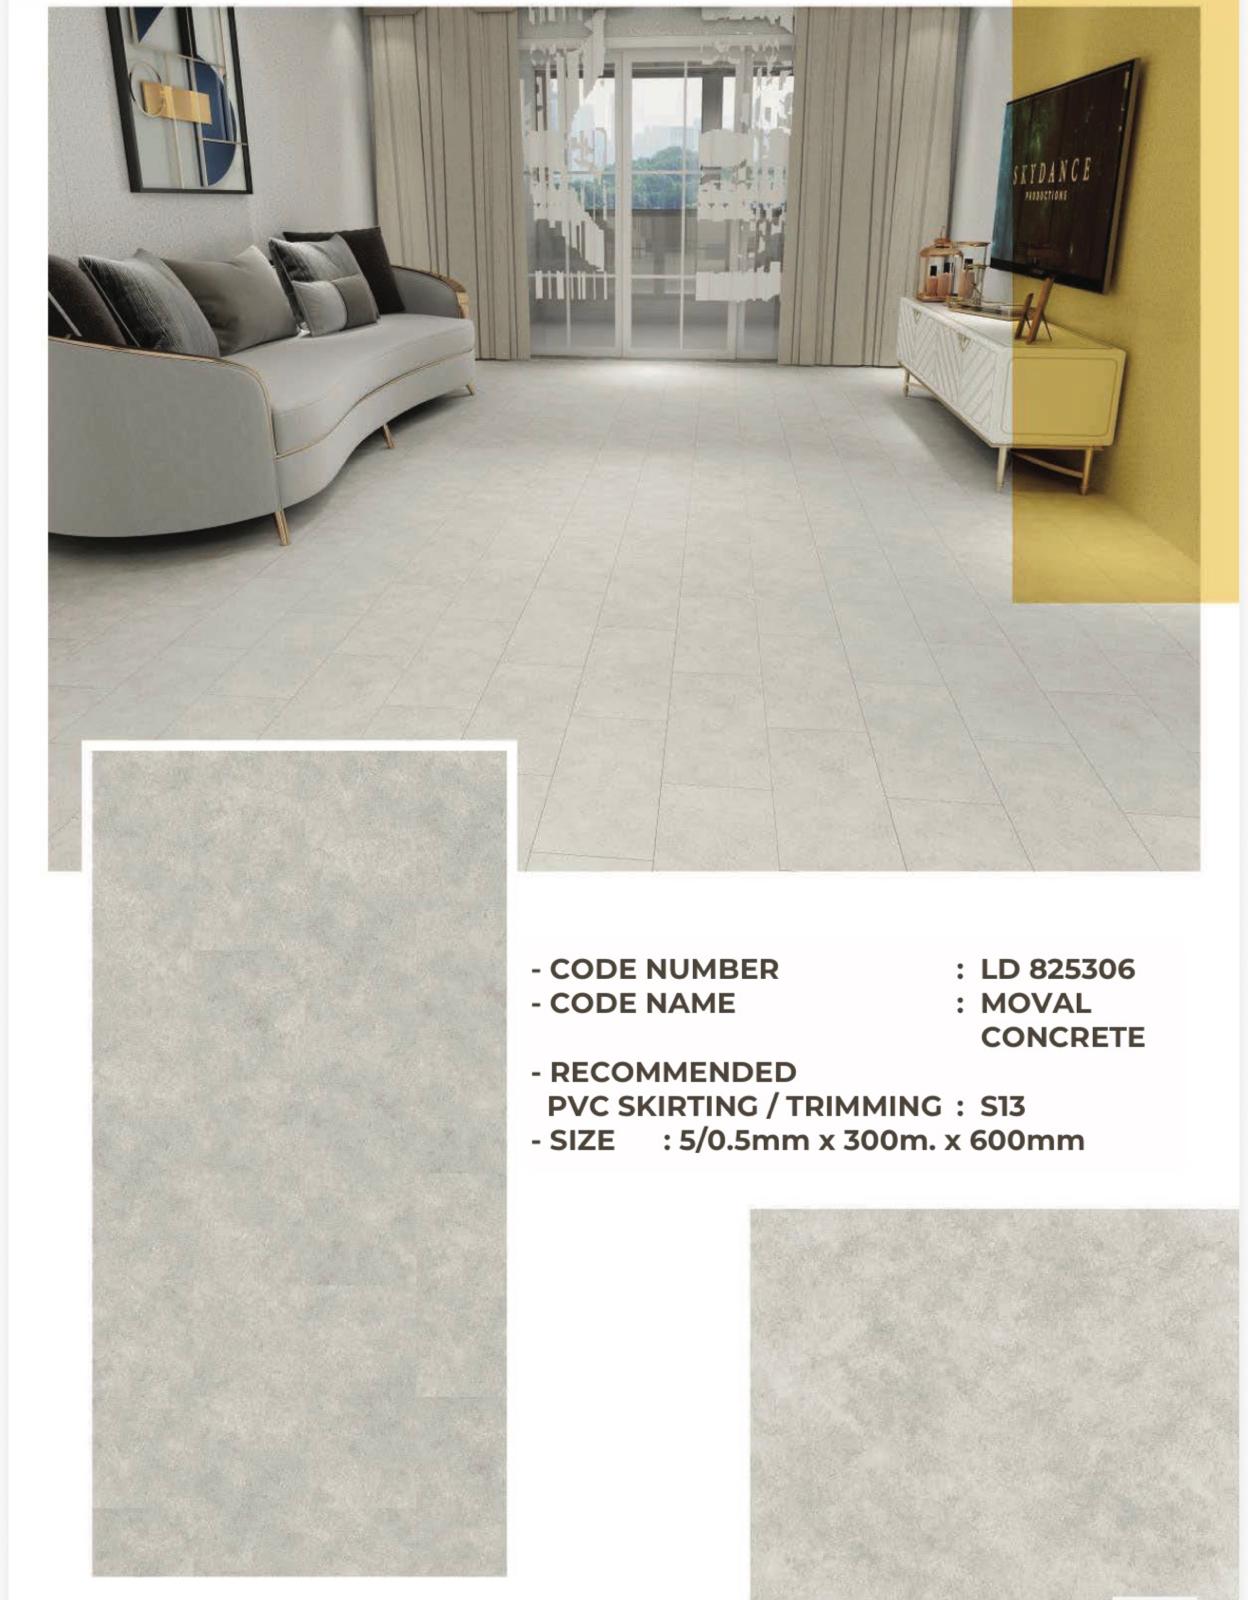 SKYDANCE
PRODUCTIONS
- CODE NUMBER : LD 825306
- CODE NAME : MOVAL
CONCRETE
- RECOMMENDED
PVC SKIRTING / TRIMMING : S13
- SIZE : 5/0.5mm x 300m. x 600mm